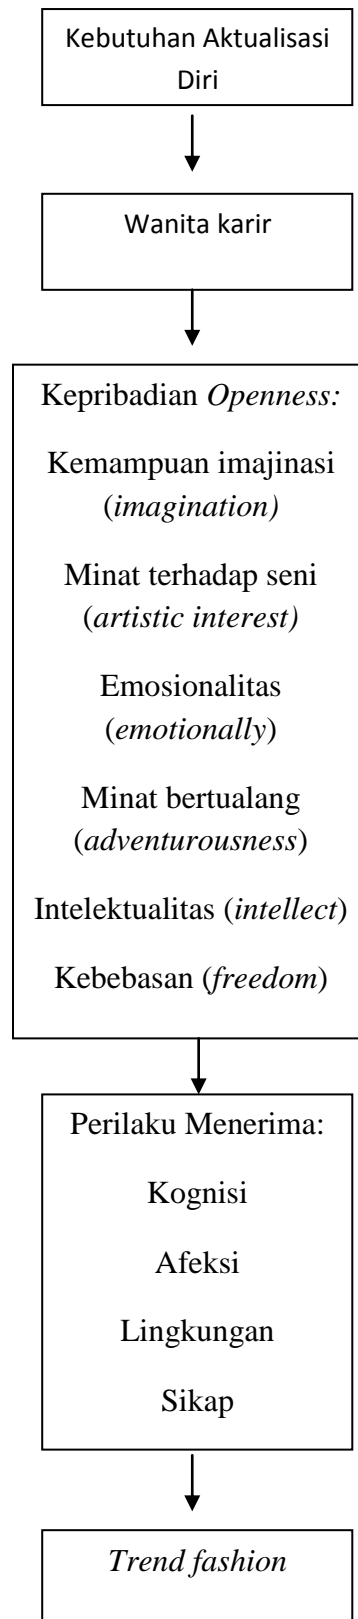 Kebutuhan Aktualisasi
Diri
Wanita karir
Kepribadian Openness:
Kemampuan imajinasi
(imagination)
Minat terhadap seni
(artistic interest)
Emosionalitas
(emotionally)
Minat bertualang
(adventurousness)
Intelektualitas (intellect)
Kebebasan (freedom)
Perilaku Menerima:
Kognisi
Afeksi
Lingkungan
Sikap
Trend fashion